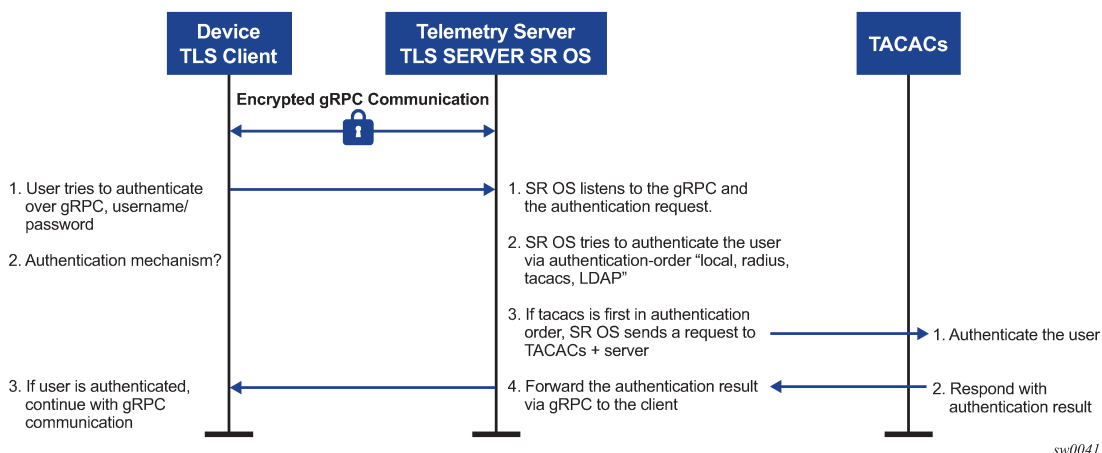 Device
TLS Client
Telemetry Server
TLS SERVER SR OS
TACACs
Encrypted gRPC Communication
1. User tries to authenticate
over gRPC, username/
password
2. Authentication mechanism?
3. If user is authenticated,
continue with gRPC
communication
1. SR OS listens to the gRPC and
the authentication request.
2. SR OS tries to authenticate the user
via authentication-order “local, radius,
tacacs, LDAP”
3. If tacacs is first in authentication
order, SR OS sends a request to
TACACs + server
4. Forward the authentication result
via gRPC to the client
1. Authenticate the user
2. Respond with
authentication result
sw0041